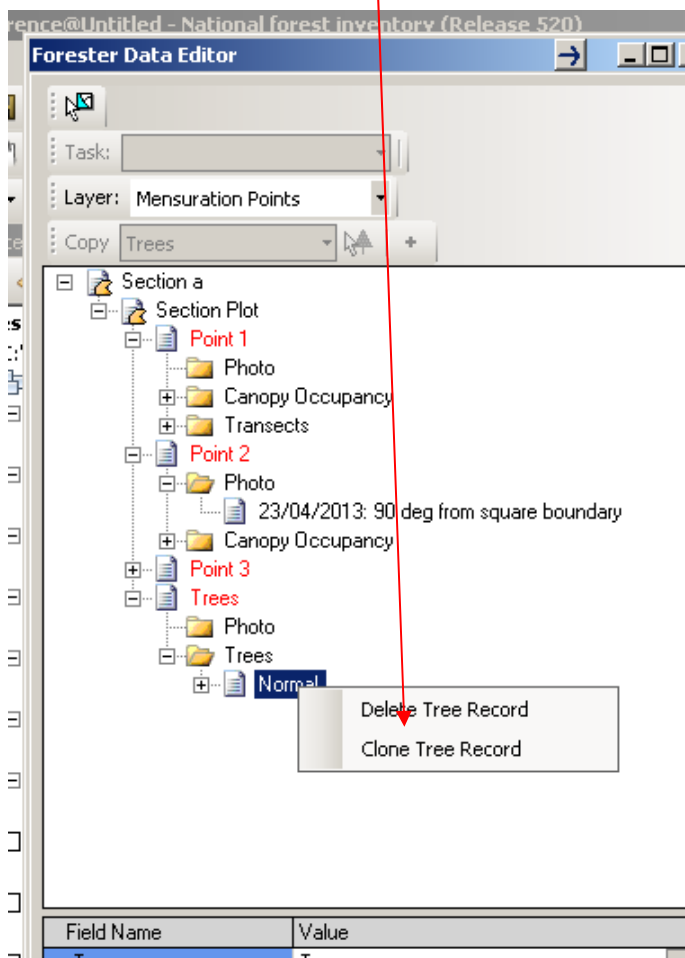 rence@Untitled - National forest inventory (Release 520)
Forester Data Editor
Task:
Layer: Mensuration Points
Copy Trees
Section a
Section Plot
Point 1
Photo
Canopy Occupancy
Transects
Point 2
Photo
23/04/2013: 90 deg from square boundary
Canopy Occupancy
Point 3
Trees
Photo
Trees
Normal
Delete Tree Record
Clone Tree Record
Field Name Value